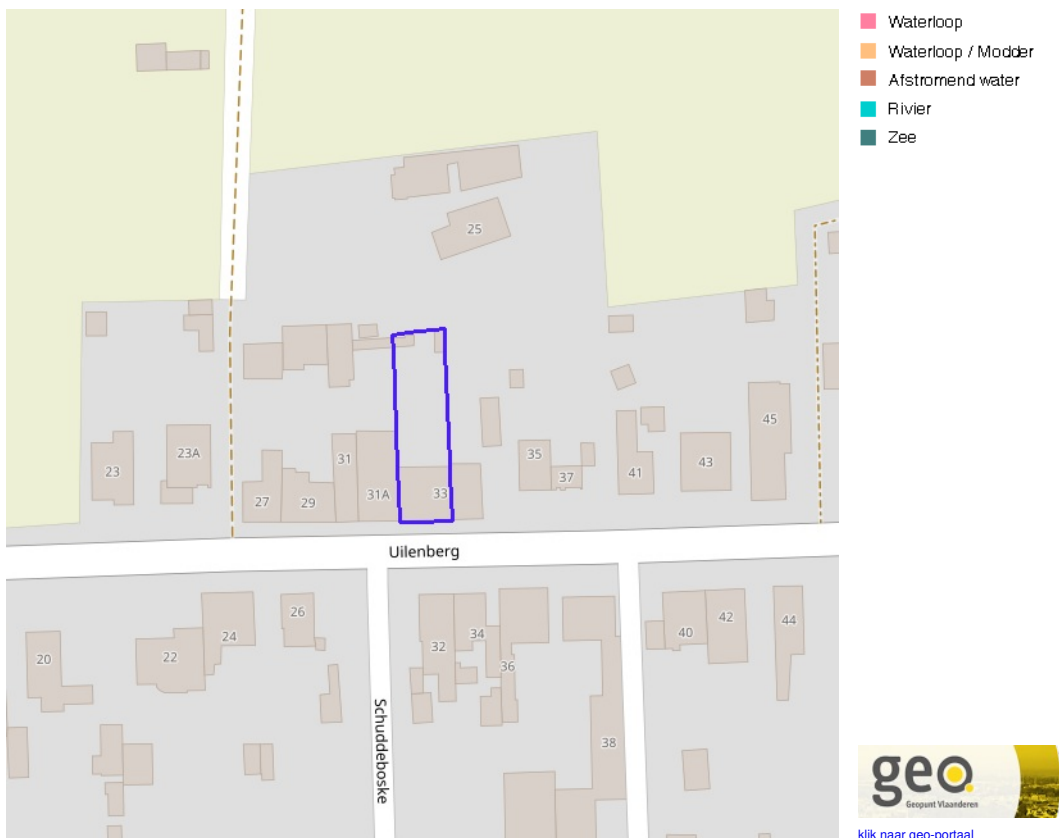 Waterloop
Waterloop / Modder
Afstromend water
Rivier
Zee
25
23
23A
27
29
31
31A
33
35
37
41
43
45
Uilenberg
20
22
24
26
32
34
36
38
40
42
44
Schuddeboske
geo.
Geopunt Vlaanderen
klik naar geo-portaal